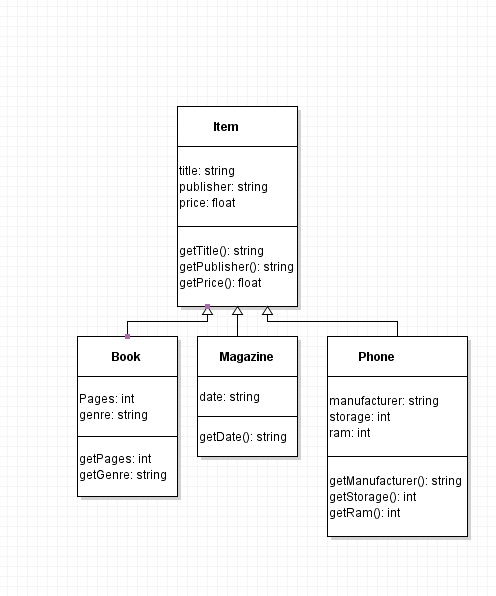 Item
title: string
publisher: string
price: float
getTitle(): string
getPublisher(): string
getPrice(): float
Book
Pages: int
genre: string
getPages: int
getGenre: string
Magazine
date: string
getDate(): string
Phone
manufacturer: string
storage: int
ram: int
getManufacturer(): string
getStorage(): int
getRam(): int